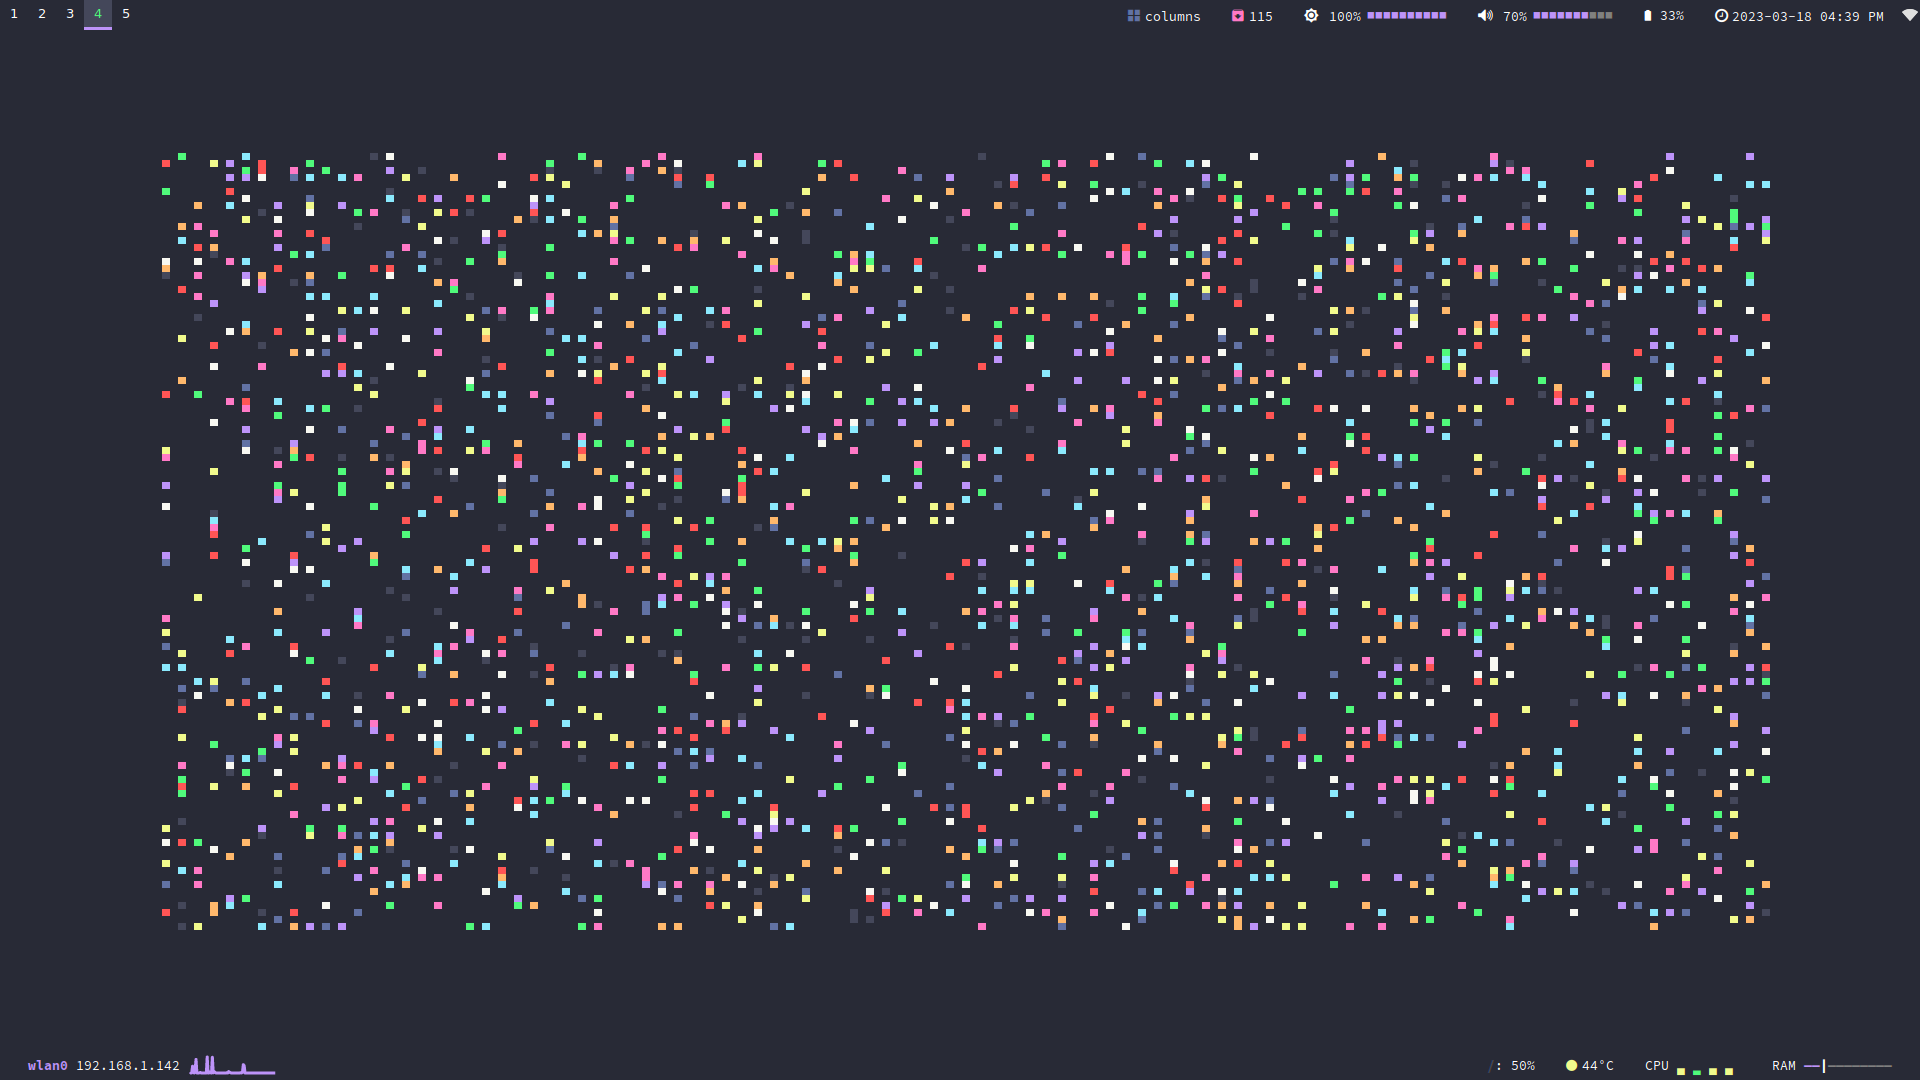 1 2 3 4 5 columns 115 100% 70% 33% 2023-03-18 04:39 PM
wlan0 192.168.1.142 /: 50% 44°C CPU RAM